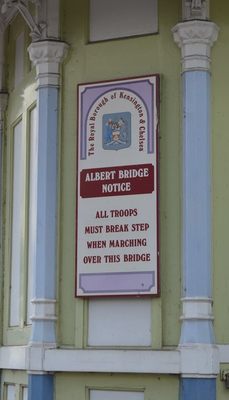 The Royal Borough of Kensington & Chelsea
ALBERT BRIDGE
NOTICE
ALL TROOPS
MUST BREAK STEP
WHEN MARCHING
OVER THIS BRIDGE